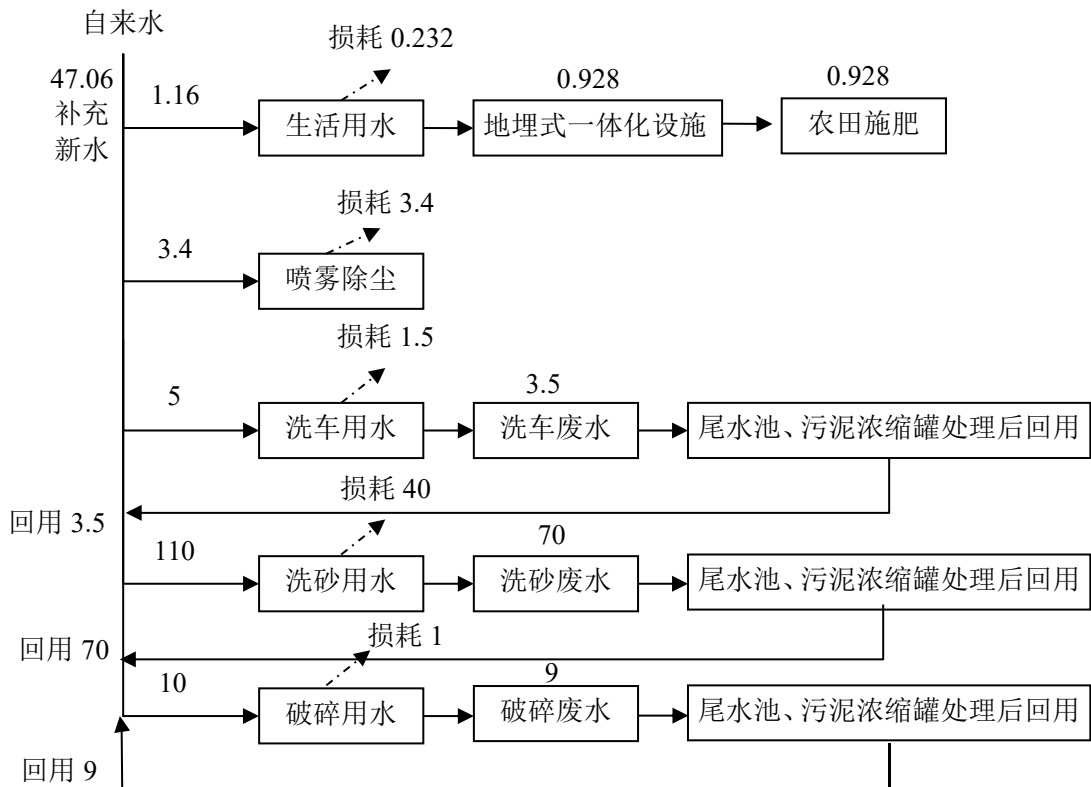 自来水
损耗 0.232
47.06
补充
新水
1.16
生活用水
0.928
地埋式一体化设施
0.928
农田施肥
损耗 3.4
3.4
喷雾除尘
损耗 1.5
5
洗车用水
3.5
洗车废水
尾水池、污泥浓缩罐处理后回用
回用 3.5
损耗 40
110
洗砂用水
70
洗砂废水
尾水池、污泥浓缩罐处理后回用
回用 70
损耗 1
10
破碎用水
9
破碎废水
尾水池、污泥浓缩罐处理后回用
回用 9